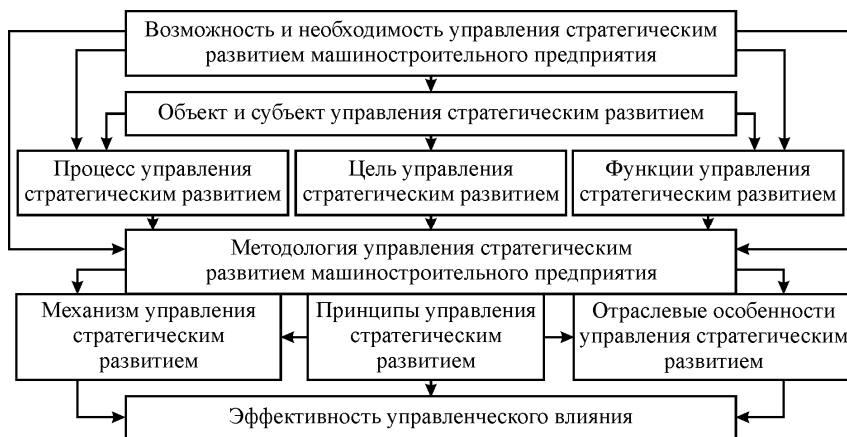 Возможность и необходимость управления стратегическим
развитием машиностроительного предприятия
Объект и субъект управления стратегическим развитием
Процесс управления
стратегическим развитием
Цель управления
стратегическим развитием
Функции управления
стратегическим развитием
Методология управления стратегическим
развитием машиностроительного предприятия
Механизм управления
стратегическим
развитием
Принципы управления
стратегическим
развитием
Отраслевые особенности
управления стратегическим
развитием
Эффективность управленческого влияния